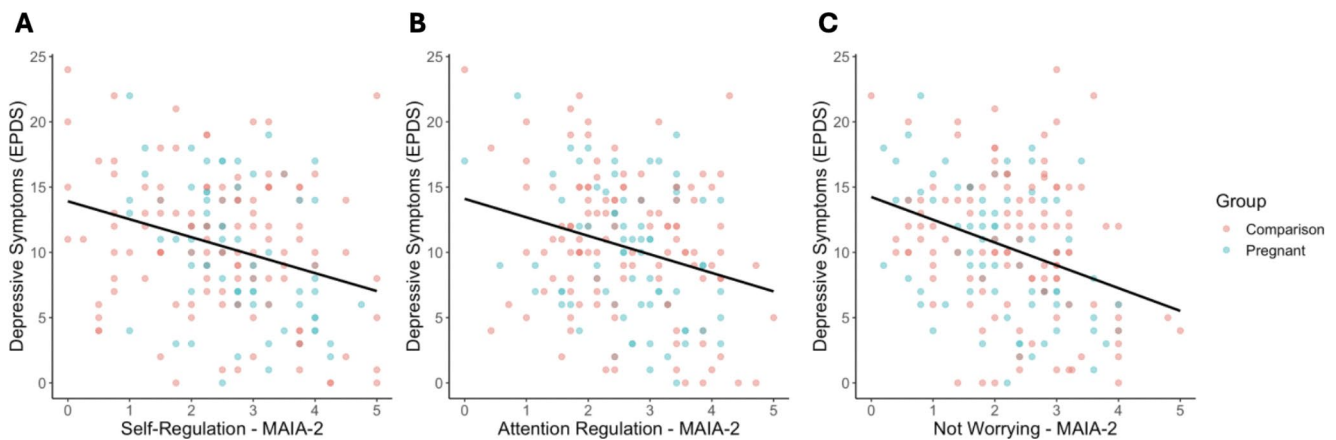 A
B
C
Depressive Symptoms (EPDS)
25
20
15
10
5
0
0 1 2 3 4 5
Self-Regulation - MAIA-2
Depressive Symptoms (EPDS)
25
20
15
10
5
0
0 1 2 3 4 5
Attention Regulation - MAIA-2
Depressive Symptoms (EPDS)
25
20
15
10
5
0
0 1 2 3 4 5
Not Worrying - MAIA-2
Group
Comparison
Pregnant